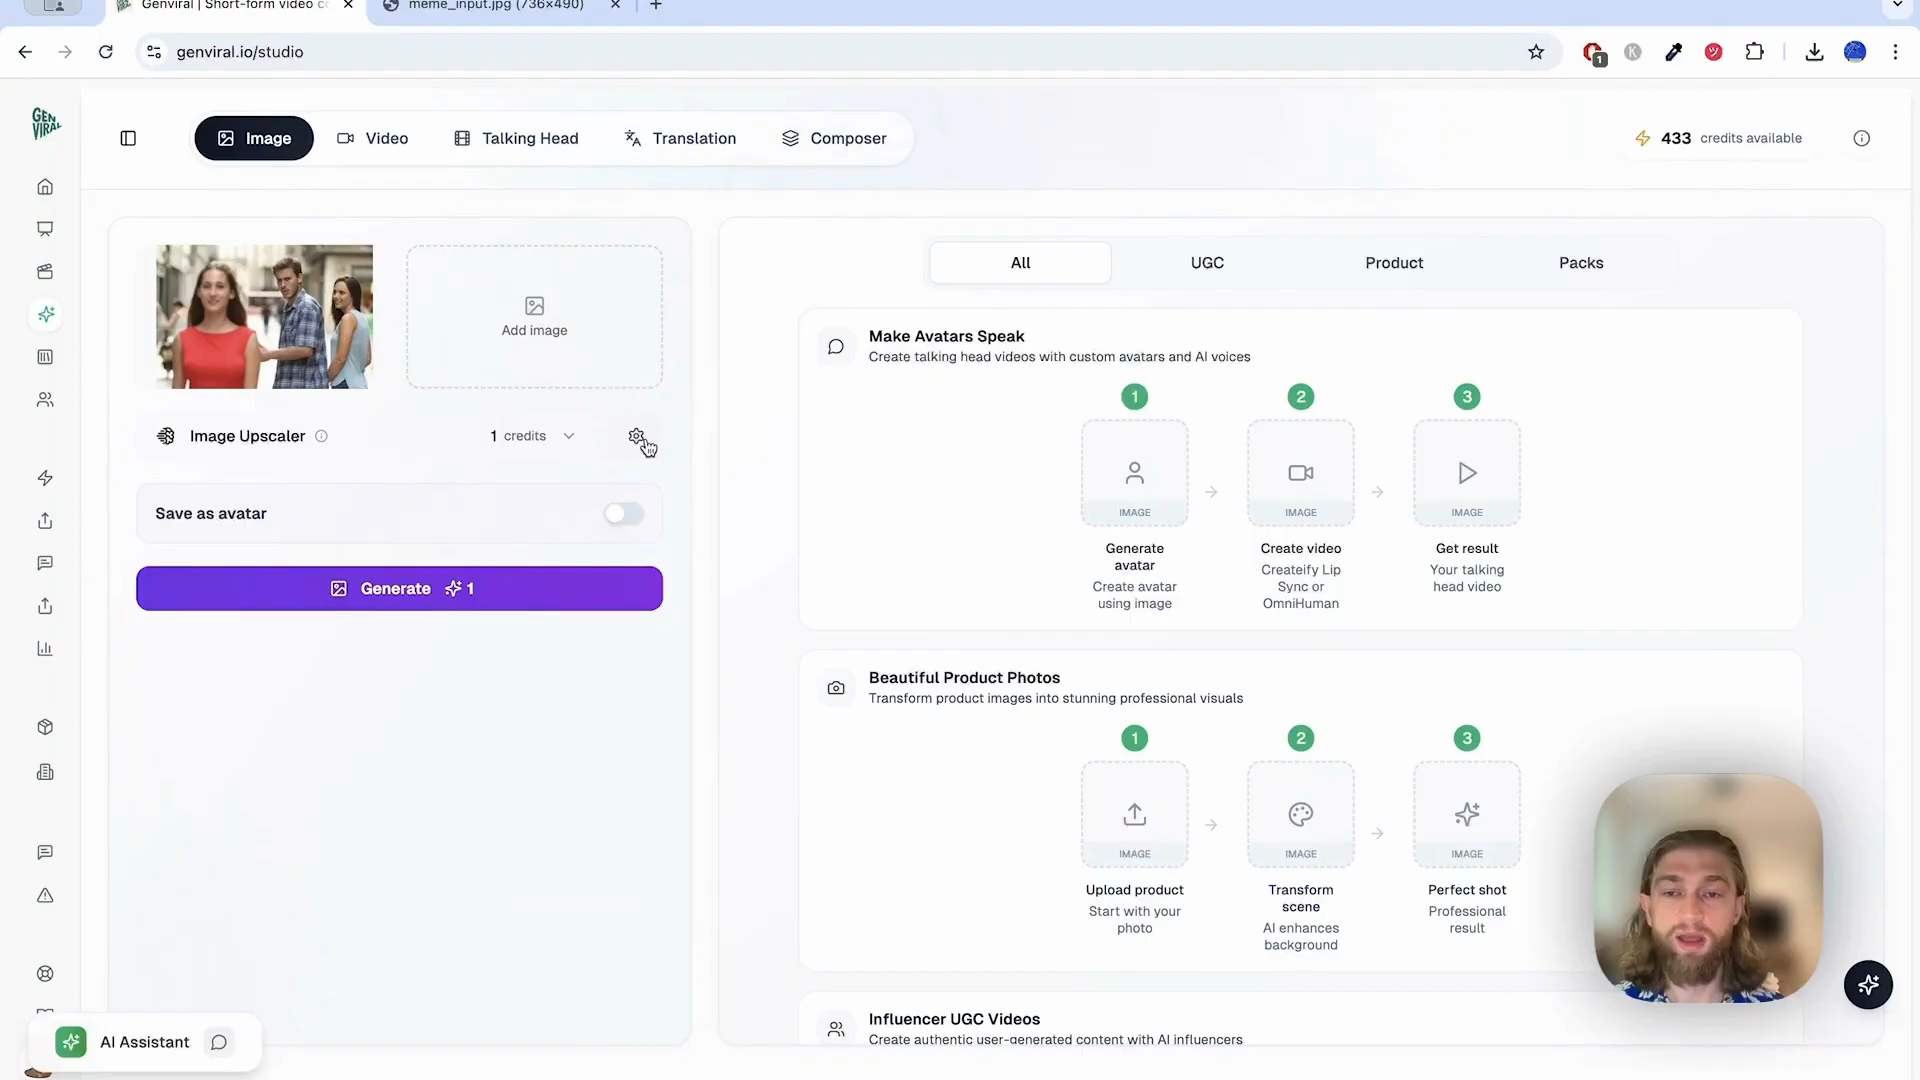 Genviral | Short-form video co
meme_input.jpg (736×490)
genviral.io/studio
1
K
GEN
VIRAL
Image
Video
Talking Head
Translation
Composer
433 credits available
Add image
Image Upscaler
1 credits
Save as avatar
Generate 1
All
UGC
Product
Packs
Make Avatars Speak
Create talking head videos with custom avatars and AI voices
1
2
3
IMAGE
IMAGE
IMAGE
Generate
avatar
Create avatar
using image
Create video
Createify Lip
Sync or
OmniHuman
Get result
Your talking
head video
Beautiful Product Photos
Transform product images into stunning professional visuals
1
2
3
IMAGE
IMAGE
IMAGE
Upload product
Start with your
photo
Transform
scene
AI enhances
background
Perfect shot
Professional
result
Influencer UGC Videos
Create authentic user-generated content with AI influencers
AI Assistant